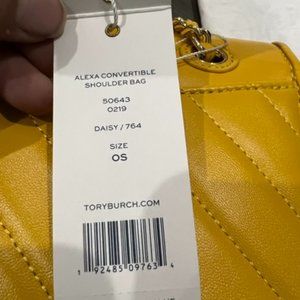 ALEXA CONVERTIBLE
SHOULDER BAG
50643
0219
DAISY / 764
SIZE
OS
TORYBURCH.COM
1 92485 09763 4